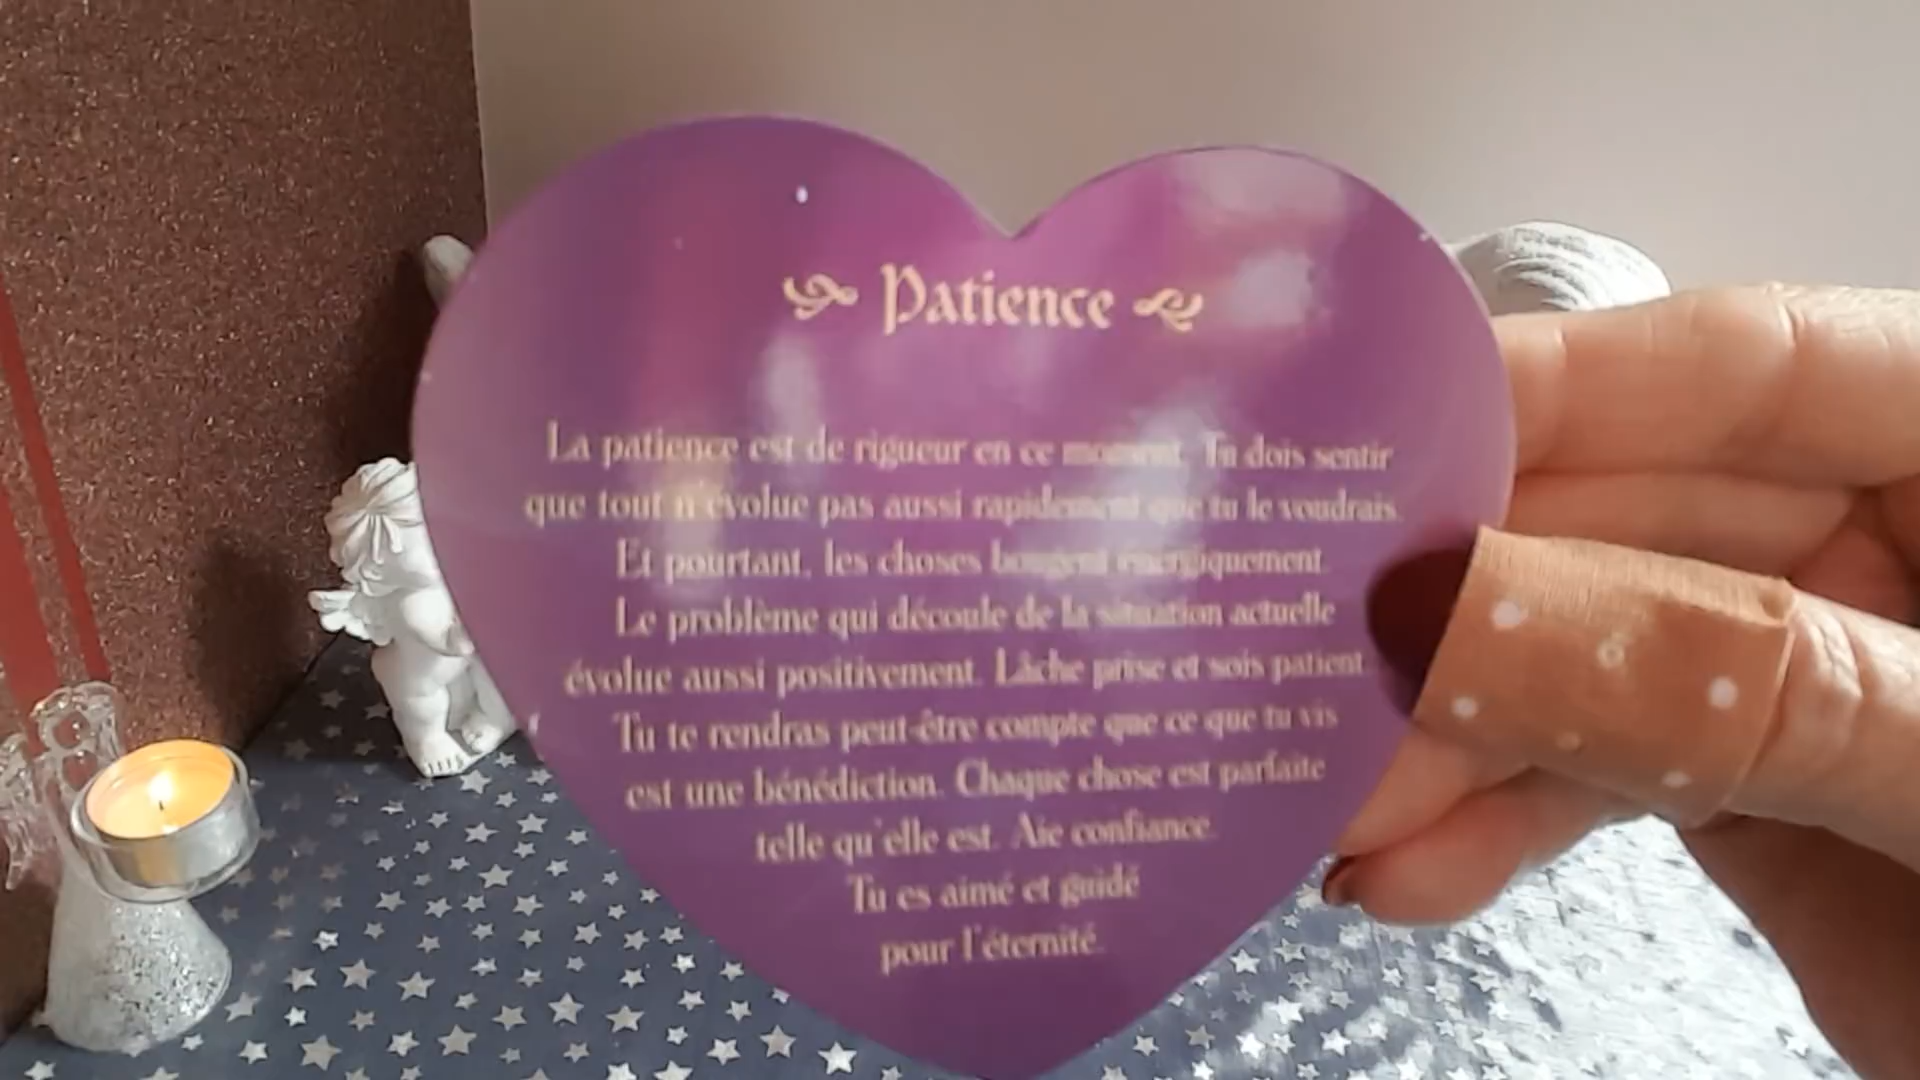 Patience
La patience est de rigueur en ce moment. Tu dois sentir
que tout n'évolue pas aussi rapidement que tu le voudrais.
Et pourtant, les choses bougent énergiquement.
Le problème qui découle de la situation actuelle
évolue aussi positivement. Lâche prise et sois patient.
Tu te rendras peut-être compte que ce que tu vis
est une bénédiction. Chaque chose est parfaite
telle qu'elle est. Aie confiance.
Tu es aimé et guidé
pour l'éternité.